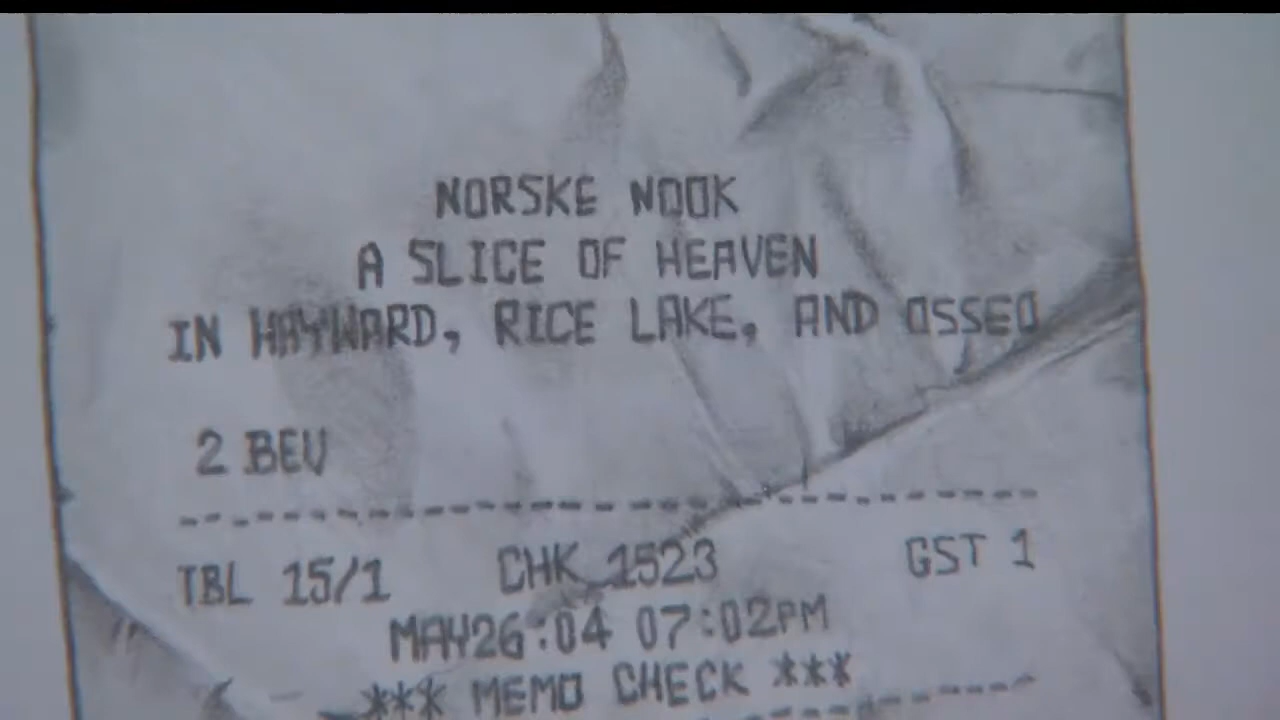 NORSKE NOOK
A SLICE OF HEAVEN
IN HAYWARD, RICE LAKE, AND OSSEO
2 BEV
--------------------------------
TBL 15/1 CHK 1523 GST 1
MAY26:04 07:02PM
*** MEMO CHECK ***
--------------------------------